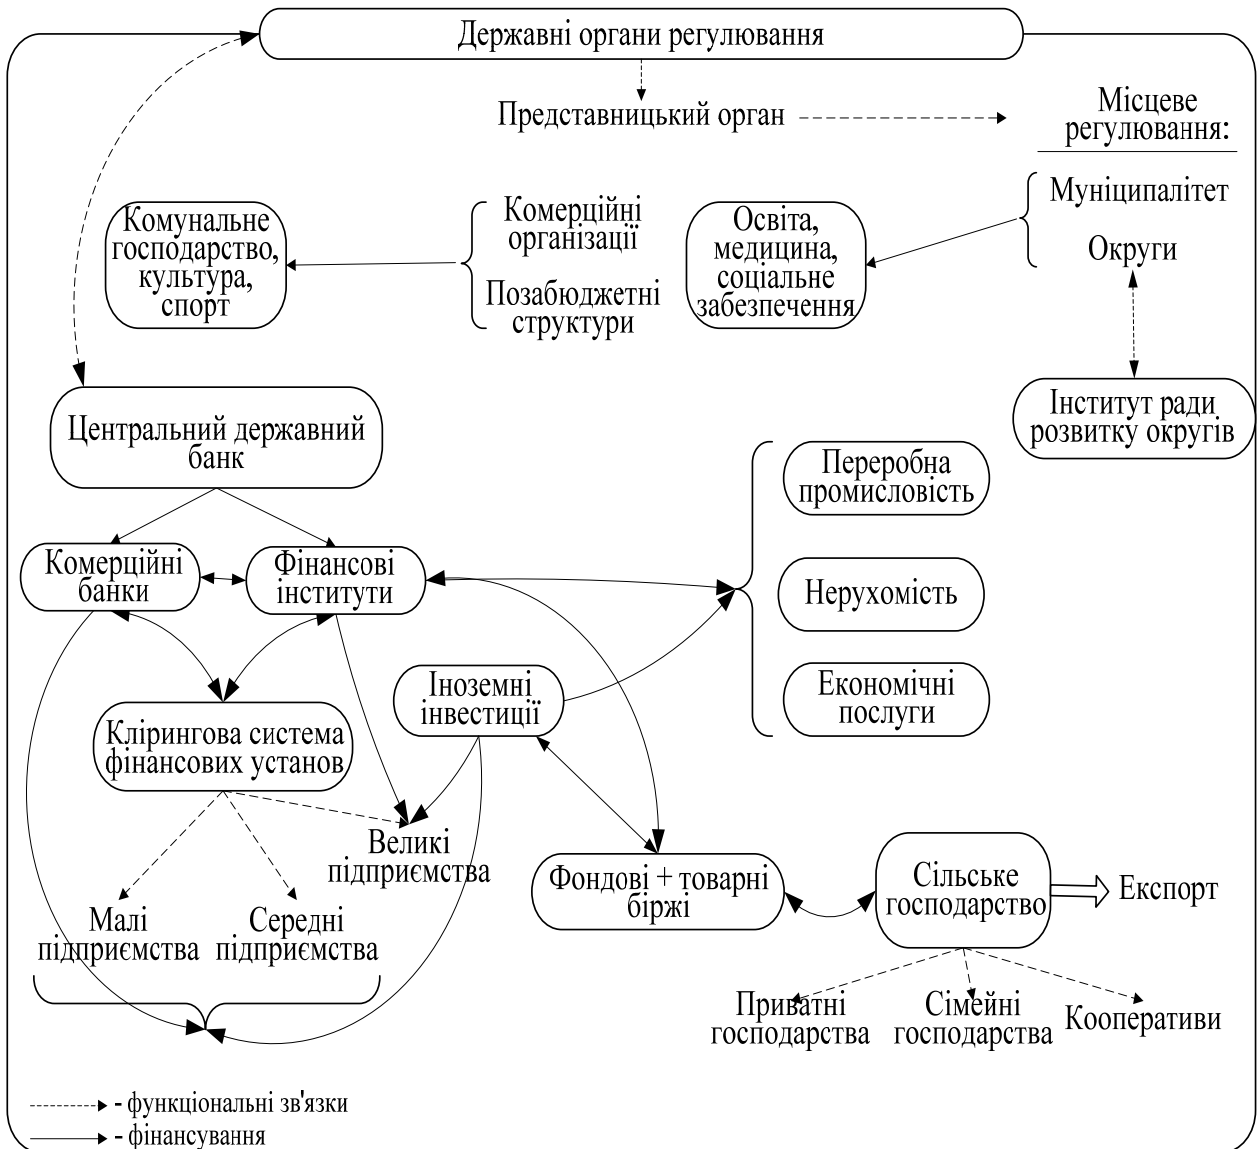 Державні органи регулювання
Представницький орган
Місцеве
регулювання:
Муніципалітет
Округи
Комунальне
господарство,
культура,
спорт
Комерційні
організації
Позабюджетні
структури
Освіта,
медицина,
соціальне
забезпечення
Інститут ради
розвитку округів
Центральний державний
банк
Переробна
промисловість
Комерційні
банки
Фінансові
інститути
Нерухомість
Іноземні
інвестиції
Економічні
послуги
Клірингова система
фінансових установ
Великі
підприємства
Малі
підприємства
Середні
підприємства
Фондові + товарні
біржі
Сільське
господарство
Експорт
Приватні
господарства
Сімейні
господарства
Кооперативи
- функціональні зв'язки
- фінансування